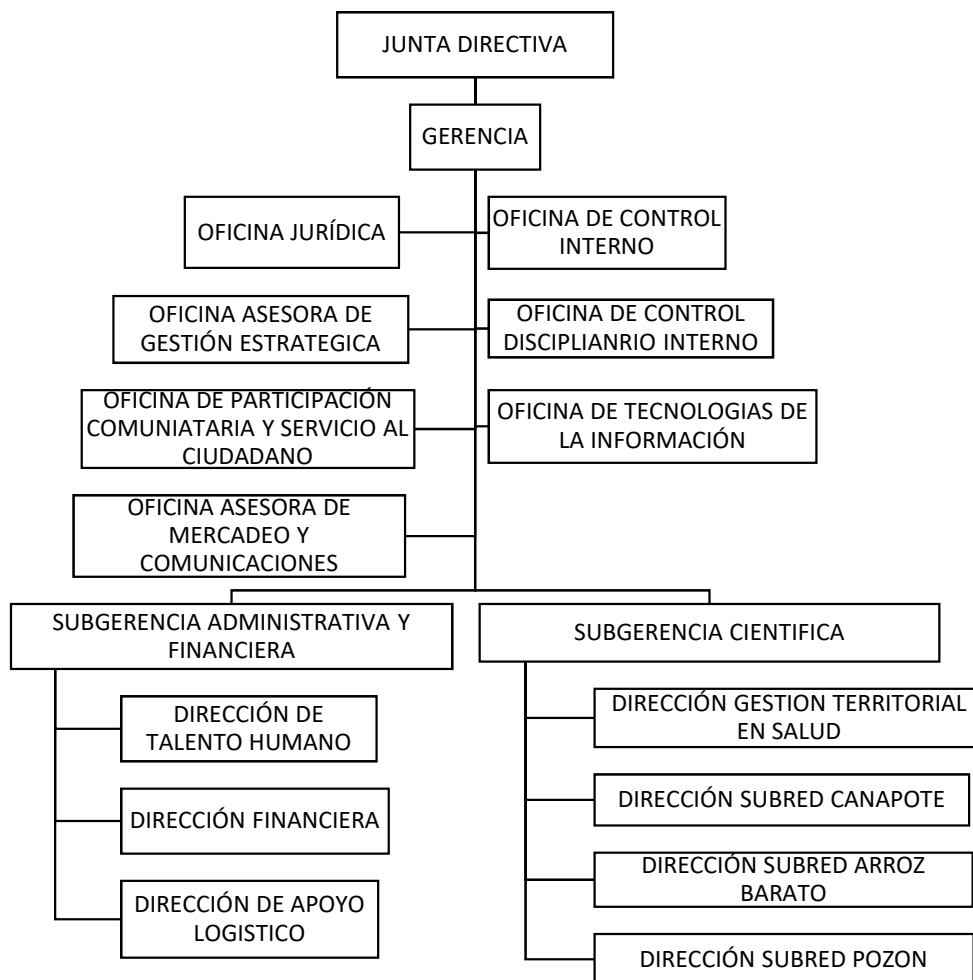 JUNTA DIRECTIVA
GERENCIA
OFICINA JURÍDICA
OFICINA DE CONTROL
INTERNO
OFICINA ASESORA DE
GESTIÓN ESTRATEGICA
OFICINA DE CONTROL
DISCIPLIANRIO INTERNO
OFICINA DE PARTICIPACIÓN
COMUNIATARIA Y SERVICIO AL
CIUDADANO
OFICINA DE TECNOLOGIAS DE
LA INFORMACIÓN
OFICINA ASESORA DE
MERCADEO Y
COMUNICACIONES
SUBGERENCIA ADMINISTRATIVA Y
FINANCIERA
DIRECCIÓN DE
TALENTO HUMANO
DIRECCIÓN FINANCIERA
DIRECCIÓN DE APOYO
LOGISTICO
SUBGERENCIA CIENTIFICA
DIRECCIÓN GESTION TERRITORIAL
EN SALUD
DIRECCIÓN SUBRED CANAPOTE
DIRECCIÓN SUBRED ARROZ
BARATO
DIRECCIÓN SUBRED POZON